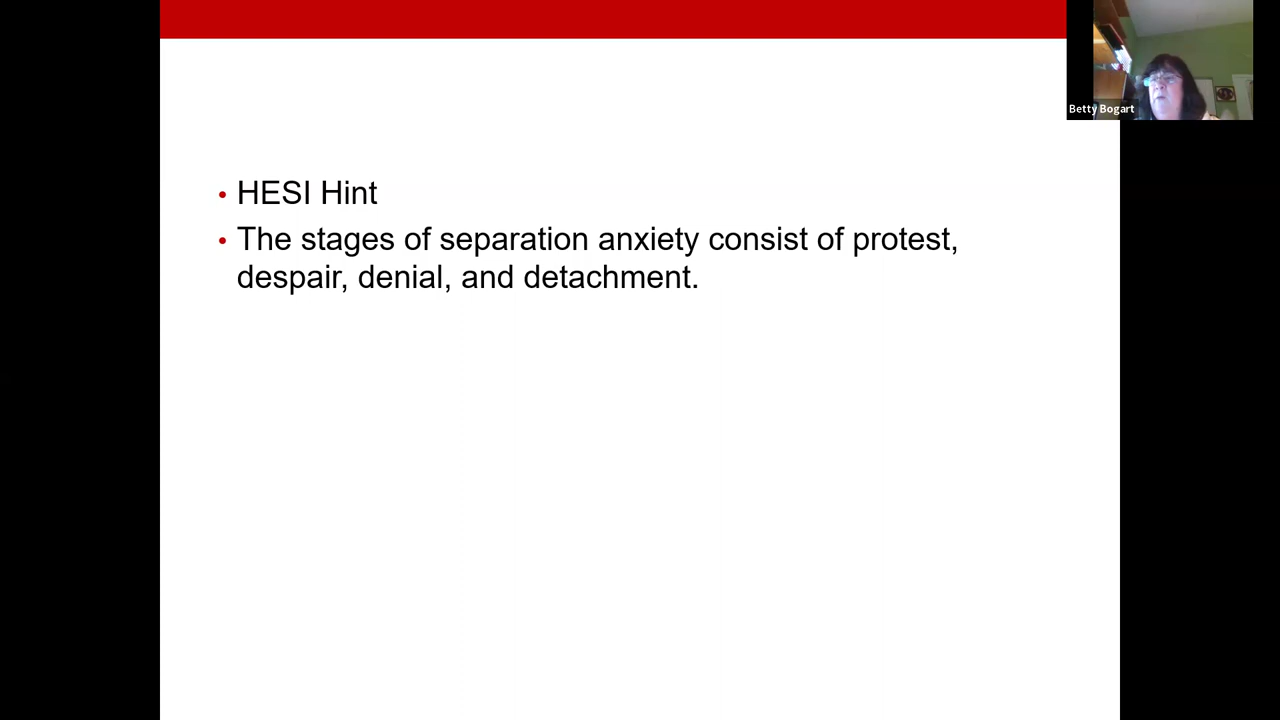 Betty Bogart
• HESI Hint
• The stages of separation anxiety consist of protest,
despair, denial, and detachment.